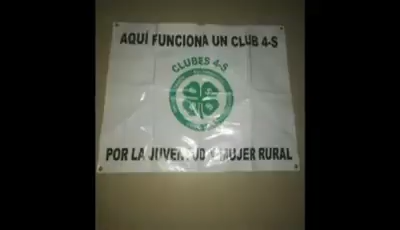 AQUÍ FUNCIONA UN CLUB 4-S
CLUBES 4-S
POR LA JUVENTUD MUJER RURAL